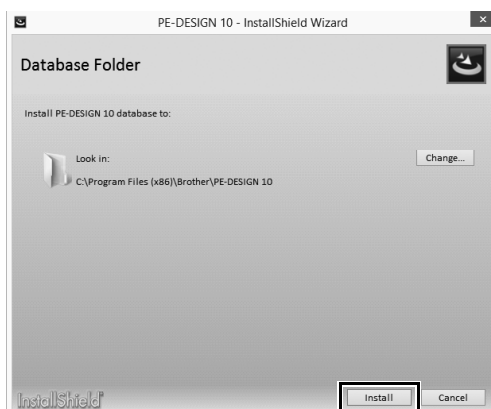 PE-DESIGN 10 - InstallShield Wizard
Database Folder
Install PE-DESIGN 10 database to:
Look in:
Change...
C:\Program Files (x86)\Brother\PE-DESIGN 10
InstallShield
Install
Cancel